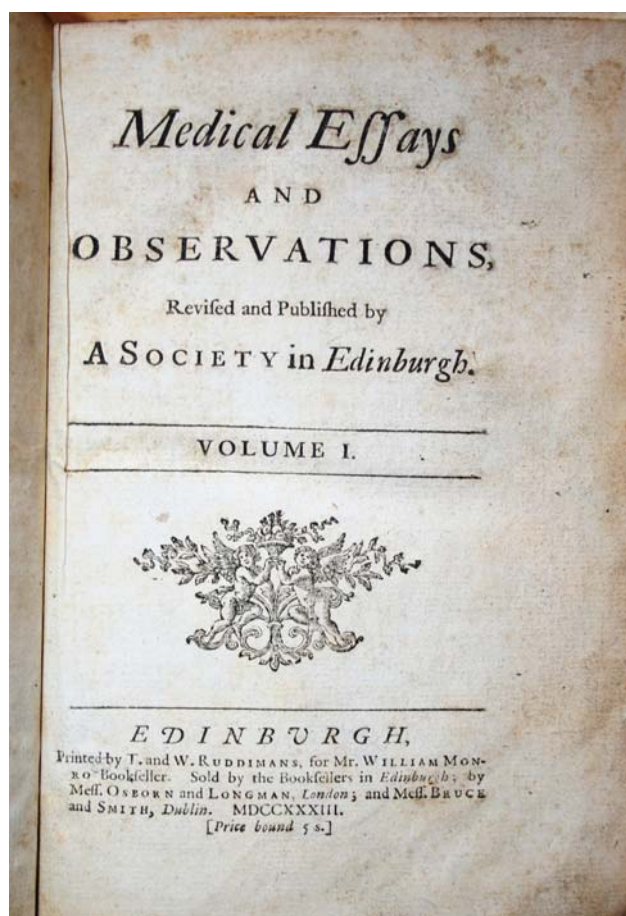 Medical Eſſays
AND
OBSERVATIONS,
Reviſed and Publiſhed by
A SOCIETY in Edinburgh.
VOLUME I.
EDINBURGH,
Printed by T. and W. RUDDIMANS, for Mr. WILLIAM MON-
RO Bookſeller. Sold by the Bookſellers in Edinburgh; by
Meſſ. OSBORN and LONGMAN, London; and Meſſ. BRUCE
and SMITH, Dublin. MDCCXXXIII.
[Price bound 5 s.]